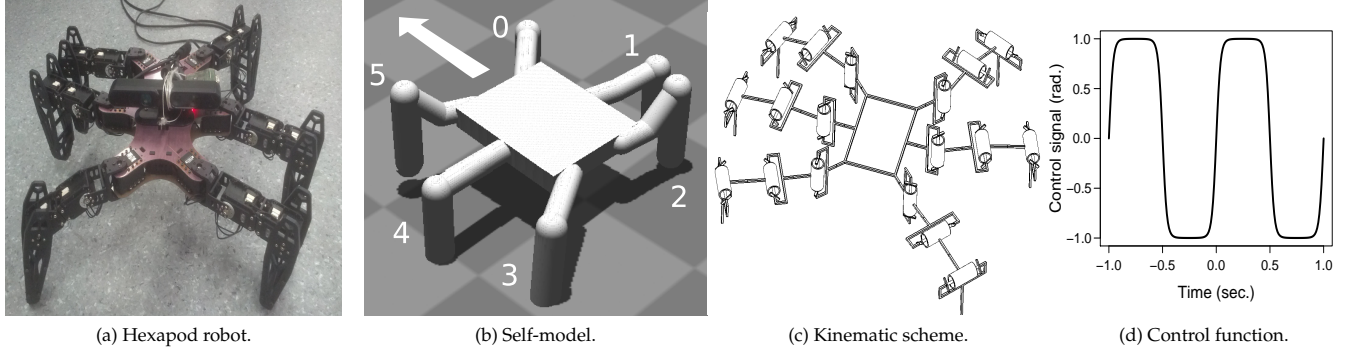 0
1
5
2
4
3
Control signal (rad.)
1.0
0.5
0.0
−0.5
−1.0
−1.0 −0.5 0.0 0.5 1.0
Time (sec.)
(a) Hexapod robot.
(b) Self-model.
(c) Kinematic scheme.
(d) Control function.